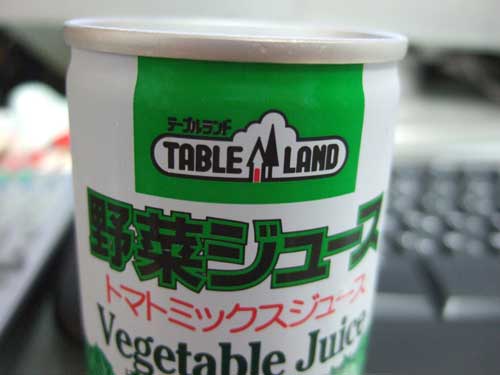 テーブルランド
TABLE LAND
野菜ジュース
トマトミックスジュース
Vegetable Juice